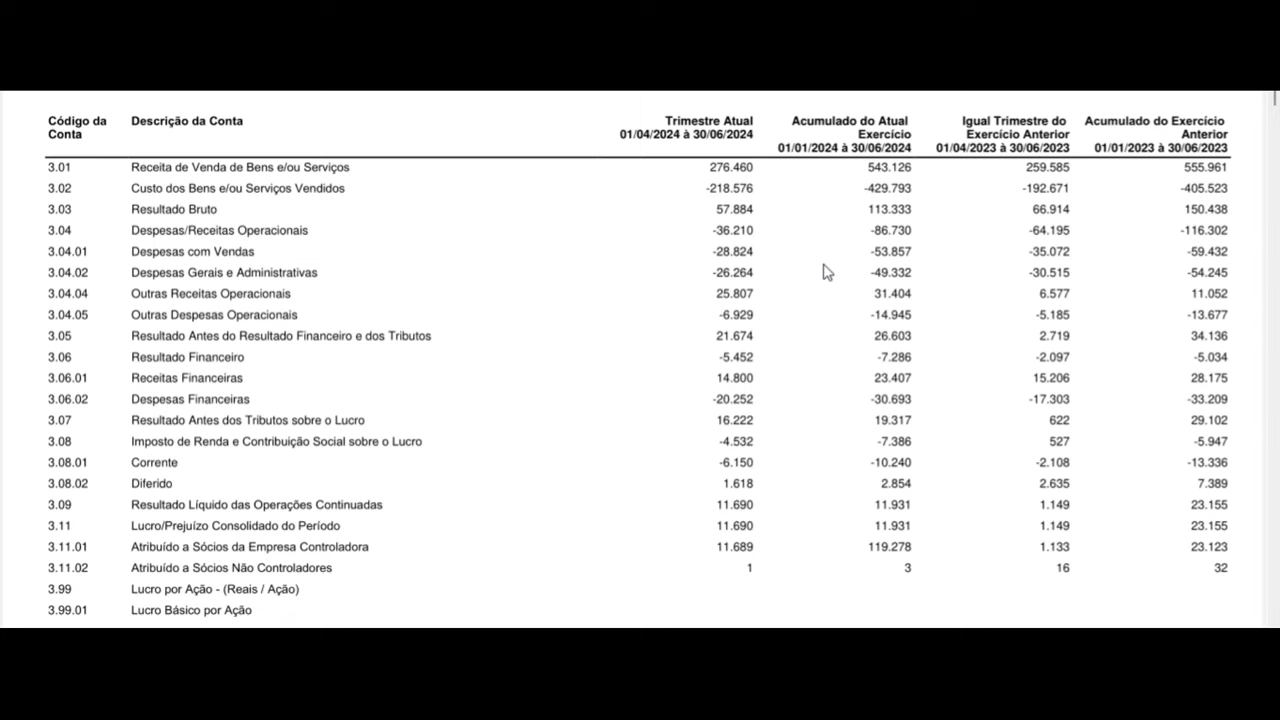 Código da Conta Descrição da Conta Trimestre Atual 01/04/2024 à 30/06/2024 Acumulado do Atual Exercício 01/01/2024 à 30/06/2024 Igual Trimestre do Exercício Anterior 01/04/2023 à 30/06/2023 Acumulado do Exercício Anterior 01/01/2023 à 30/06/2023
3.01 Receita de Venda de Bens e/ou Serviços 276.460 543.126 259.585 555.961
3.02 Custo dos Bens e/ou Serviços Vendidos -218.576 -429.793 -192.671 -405.523
3.03 Resultado Bruto 57.884 113.333 66.914 150.438
3.04 Despesas/Receitas Operacionais -36.210 -86.730 -64.195 -116.302
3.04.01 Despesas com Vendas -28.824 -53.857 -35.072 -59.432
3.04.02 Despesas Gerais e Administrativas -26.264 -49.332 -30.515 -54.245
3.04.04 Outras Receitas Operacionais 25.807 31.404 6.577 11.052
3.04.05 Outras Despesas Operacionais -6.929 -14.945 -5.185 -13.677
3.05 Resultado Antes do Resultado Financeiro e dos Tributos 21.674 26.603 2.719 34.136
3.06 Resultado Financeiro -5.452 -7.286 -2.097 -5.034
3.06.01 Receitas Financeiras 14.800 23.407 15.206 28.175
3.06.02 Despesas Financeiras -20.252 -30.693 -17.303 -33.209
3.07 Resultado Antes dos Tributos sobre o Lucro 16.222 19.317 622 29.102
3.08 Imposto de Renda e Contribuição Social sobre o Lucro -4.532 -7.386 527 -5.947
3.08.01 Corrente -6.150 -10.240 -2.108 -13.336
3.08.02 Diferido 1.618 2.854 2.635 7.389
3.09 Resultado Líquido das Operações Continuadas 11.690 11.931 1.149 23.155
3.11 Lucro/Prejuízo Consolidado do Período 11.690 11.931 1.149 23.155
3.11.01 Atribuído a Sócios da Empresa Controladora 11.689 119.278 1.133 23.123
3.11.02 Atribuído a Sócios Não Controladores 1 3 16 32
3.99 Lucro por Ação - (Reais / Ação)
3.99.01 Lucro Básico por Ação